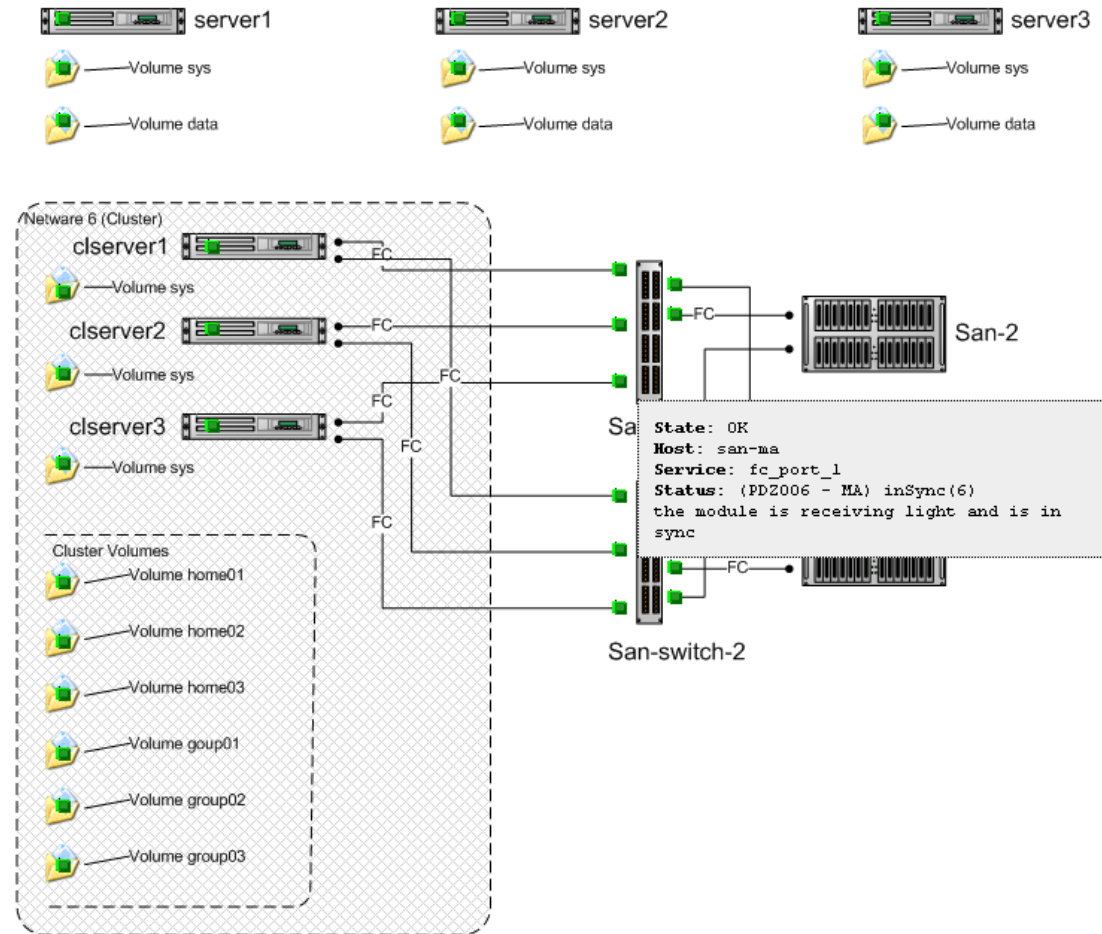 server1
server2
server3
Volume sys
Volume sys
Volume sys
Volume data
Volume data
Volume data
Netware 6 (Cluster)
clserver1
FC
Volume sys
clserver2
FC
FC
San-2
Volume sys
FC
FC
clserver3
Sa
FC
Volume sys
State: OK
Host: san-ma
Service: fc_port_1
Status: (PDZ006 - MA) inSync(6)
the module is receiving light and is in
sync
FC
Cluster Volumes
FC
Volume home01
Volume home02
San-switch-2
Volume home03
Volume goup01
Volume group02
Volume group03